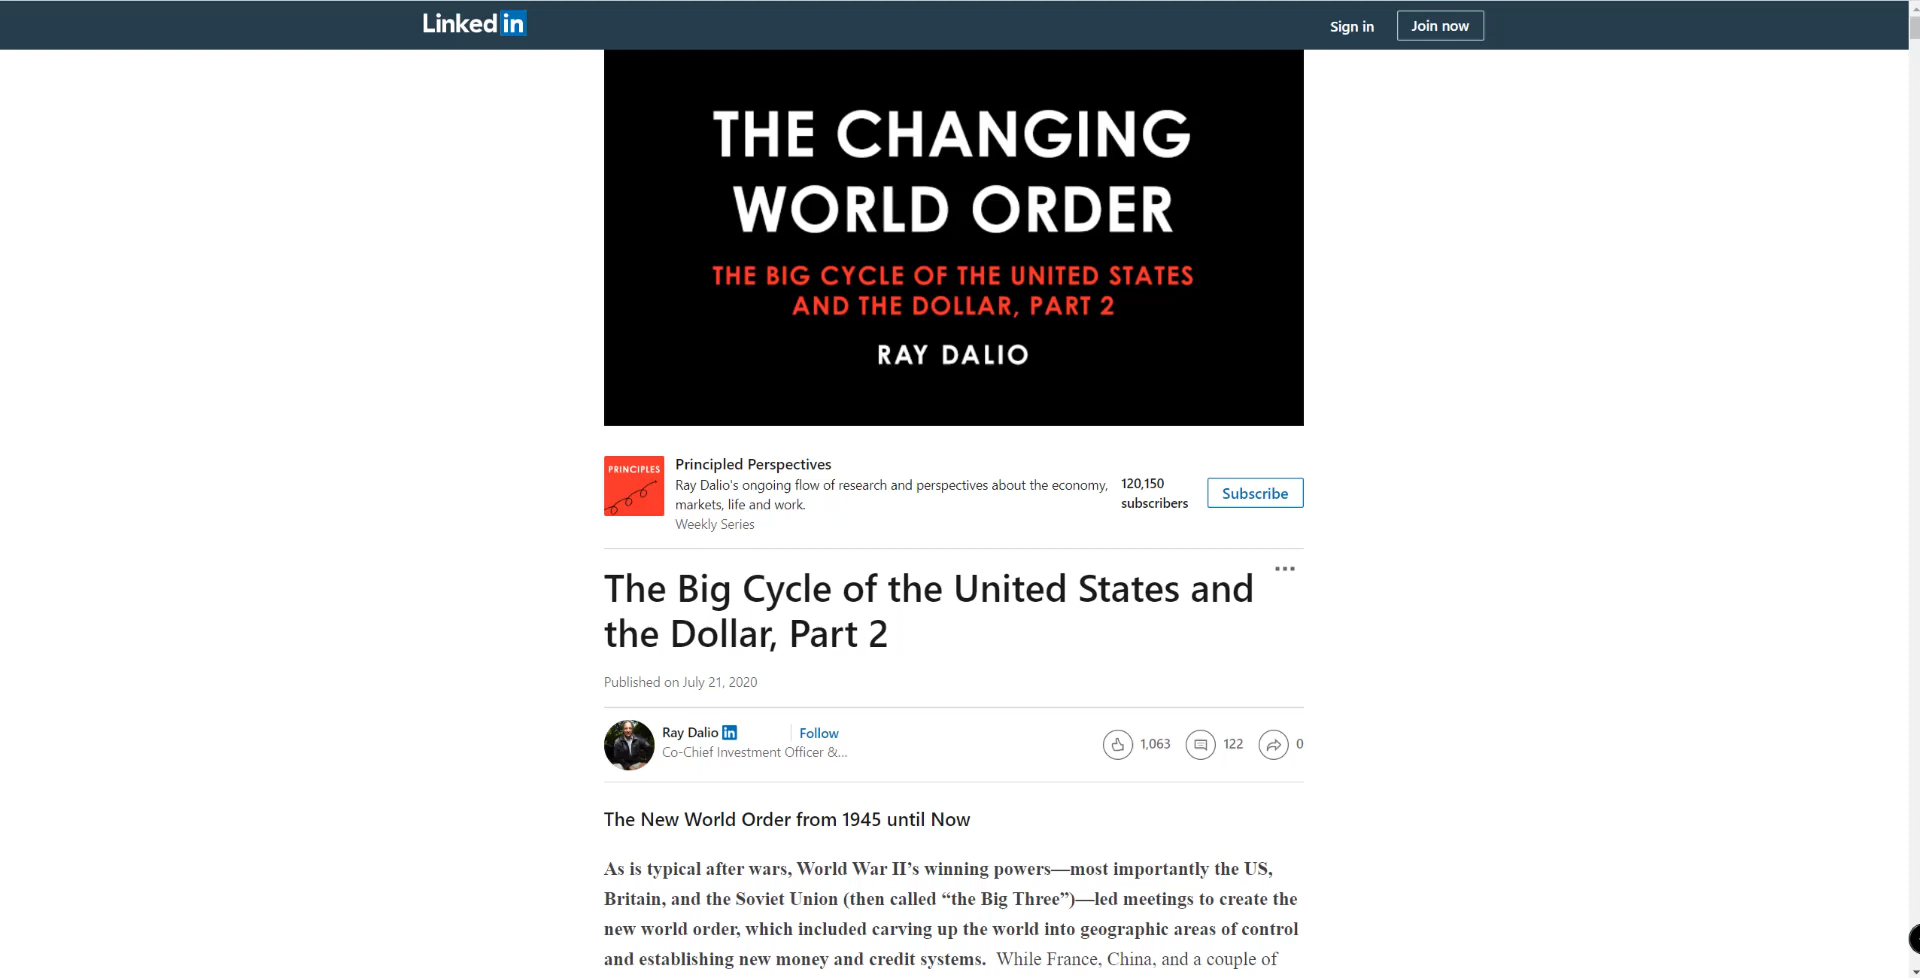 Linked in
Sign in
Join now
THE CHANGING
WORLD ORDER
THE BIG CYCLE OF THE UNITED STATES
AND THE DOLLAR, PART 2
RAY DALIO
PRINCIPLES
Principled Perspectives
Ray Dalio's ongoing flow of research and perspectives about the economy,
markets, life and work.
Weekly Series
120,150
subscribers
Subscribe
The Big Cycle of the United States and
the Dollar, Part 2
Published on July 21, 2020
Ray Dalio in
Follow
Co-Chief Investment Officer &...
1,063
122
0
The New World Order from 1945 until Now
As is typical after wars, World War II’s winning powers—most importantly the US,
Britain, and the Soviet Union (then called “the Big Three”)—led meetings to create the
new world order, which included carving up the world into geographic areas of control
and establishing new money and credit systems. While France, China, and a couple of